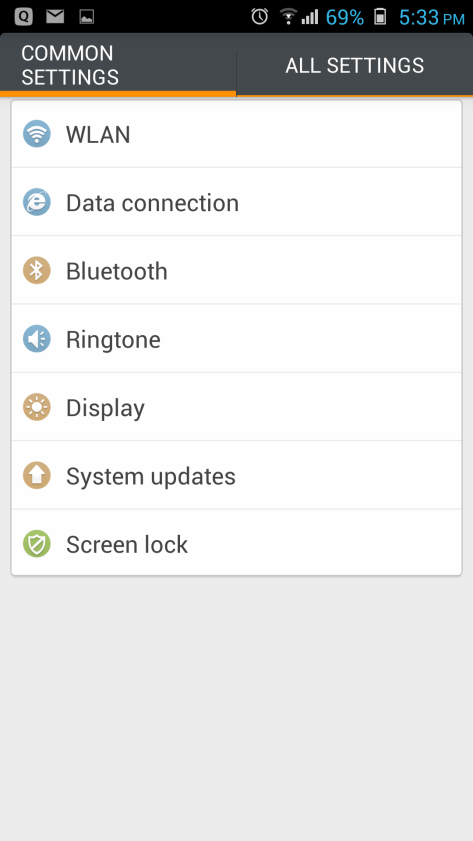 69% 5:33 PM
COMMON
SETTINGS
ALL SETTINGS
WLAN
Data connection
Bluetooth
Ringtone
Display
System updates
Screen lock